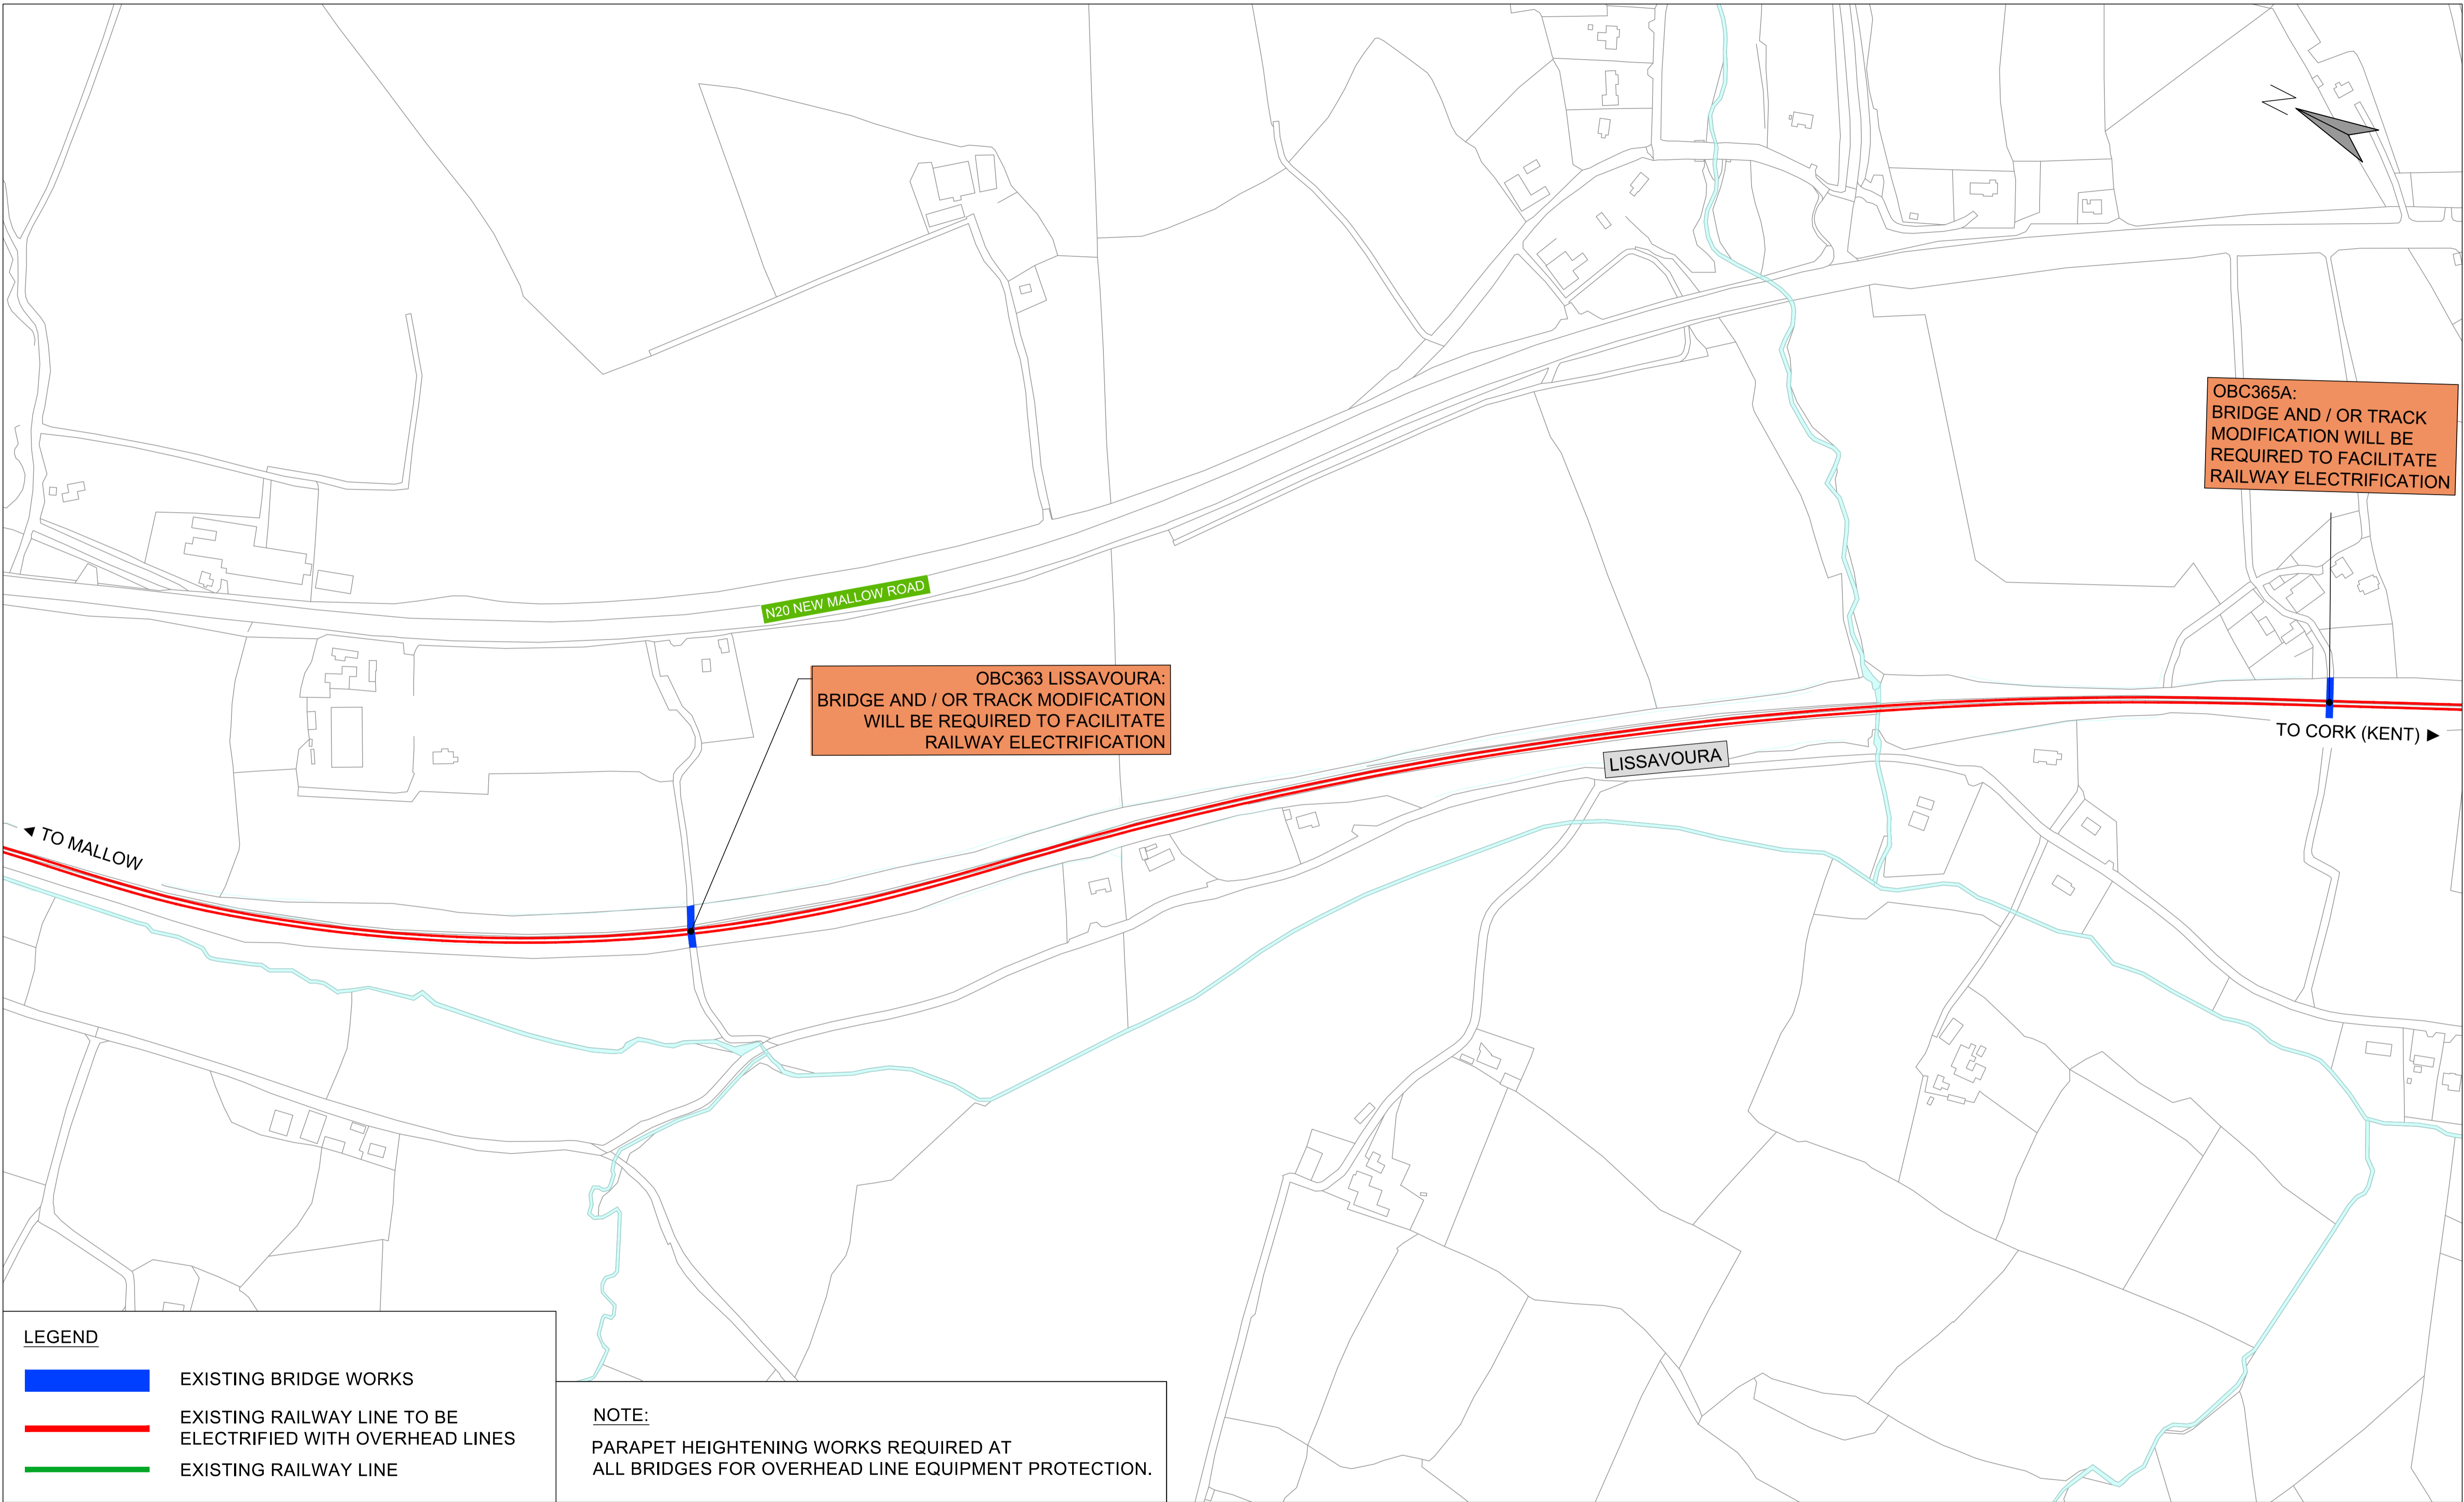 OBC365A:
BRIDGE AND / OR TRACK
MODIFICATION WILL BE
REQUIRED TO FACILITATE
RAILWAY ELECTRIFICATION
N20 NEW MALLOW ROAD
OBC363 LISSAVOURA:
BRIDGE AND / OR TRACK MODIFICATION
WILL BE REQUIRED TO FACILITATE
RAILWAY ELECTRIFICATION
TO CORK (KENT) ►
LISSAVOURA
◄ TO MALLOW
LEGEND
EXISTING BRIDGE WORKS
EXISTING RAILWAY LINE TO BE
ELECTRIFIED WITH OVERHEAD LINES
EXISTING RAILWAY LINE
NOTE:
PARAPET HEIGHTENING WORKS REQUIRED AT
ALL BRIDGES FOR OVERHEAD LINE EQUIPMENT PROTECTION.